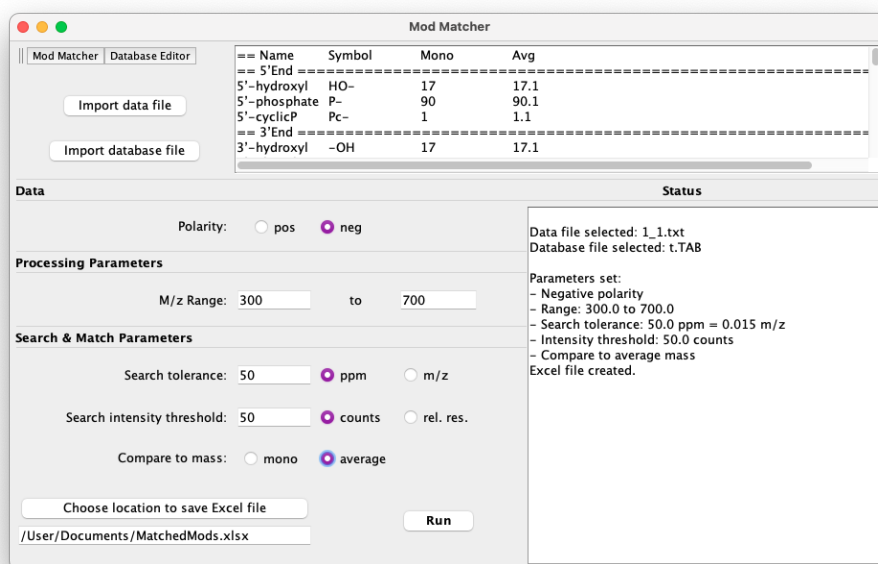 Mod Matcher
Mod Matcher Database Editor
Import data file
Import database file
== Name Symbol Mono Avg
== 5'End ================================================
5'-hydroxyl HO- 17 17.1
5'-phosphate P- 90 90.1
5'-cyclicP Pc- 1 1.1
== 3'End ================================================
3'-hydroxyl -OH 17 17.1
Data
Polarity: pos neg
Processing Parameters
M/z Range: 300 to 700
Search & Match Parameters
Search tolerance: 50 ppm m/z
Search intensity threshold: 50 counts rel. res.
Compare to mass: mono average
Choose location to save Excel file
/User/Documents/MatchedMods.xlsx
Run
Status
Data file selected: 1_1.txt
Database file selected: t.TAB
Parameters set:
- Negative polarity
- Range: 300.0 to 700.0
- Search tolerance: 50.0 ppm = 0.015 m/z
- Intensity threshold: 50.0 counts
- Compare to average mass
Excel file created.